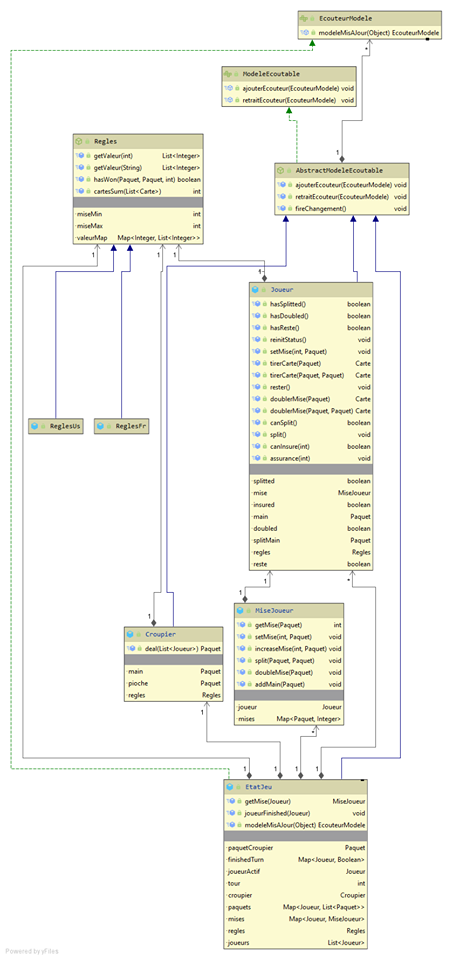 EcouteurModele
modeleMisAJour(Object) EcouteurModele
*
ModeleEcoutable
ajouterEcouteur(EcouteurModele) void
retraitEcouteur(EcouteurModele) void
1
Regles
getValeur(int) List<Integer>
getValeur(String) List<Integer>
hasWon(Paquet, Paquet, int) boolean
cartesSum(List<Carte>) int
miseMin int
miseMax int
valeurMap Map<Integer, List<Integer>>
AbstractModeleEcoutable
ajouterEcouteur(EcouteurModele) void
retraitEcouteur(EcouteurModele) void
fireChangement() void
1 1 1
1
Joueur
hasSplitted() boolean
hasDoubled() boolean
hasReste() boolean
reinitStatus() void
setMise(int, Paquet) void
tirerCarte(Paquet) Carte
tirerCarte(Paquet, Paquet) Carte
rester() void
doublerMise(Paquet) Carte
doublerMise(Paquet, Paquet) Carte
canSplit() boolean
split() void
canInsure(int) boolean
assurance(int) void
splitted boolean
mise MiseJoueur
insured boolean
main Paquet
doubled boolean
splitMain Paquet
regles Regles
reste boolean
ReglesUs
ReglesFr
1 *
1
1
MiseJoueur
getMise(Paquet) int
setMise(int, Paquet) void
increaseMise(int, Paquet) void
split(Paquet, Paquet) void
doubleMise(Paquet) void
addMain(Paquet) void
joueur Joueur
mises Map<Paquet, Integer>
Croupier
deal(List<Joueur>) Paquet
main Paquet
pioche Paquet
regles Regles
1
*
1 1 1 1
EtatJeu
getMise(Joueur) MiseJoueur
joueurFinished(Joueur) void
modeleMisAJour(Object) EcouteurModele
paquetCroupier Paquet
finishedTurn Map<Joueur, Boolean>
joueurActif Joueur
tour int
croupier Croupier
paquets Map<Joueur, List<Paquet>>
mises Map<Joueur, MiseJoueur>
regles Regles
joueurs List<Joueur>
Powered by yFiles